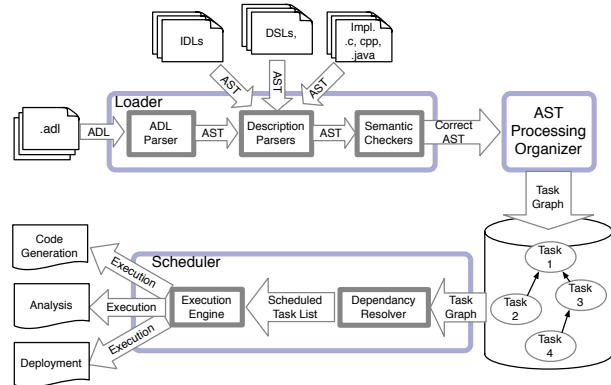 IDLs
DSLs,
Impl.
.c, cpp,
.java
AST
AST
AST
Loader
.adl
ADL
ADL
Parser
AST
Description
Parsers
AST
Semantic
Checkers
Correct
AST
AST
Processing
Organizer
Task
Graph
Code
Generation
Analysis
Deployment
Execution
Execution
Execution
Scheduler
Execution
Engine
Scheduled
Task List
Dependancy
Resolver
Task
Graph
Task
1
Task
2
Task
3
Task
4